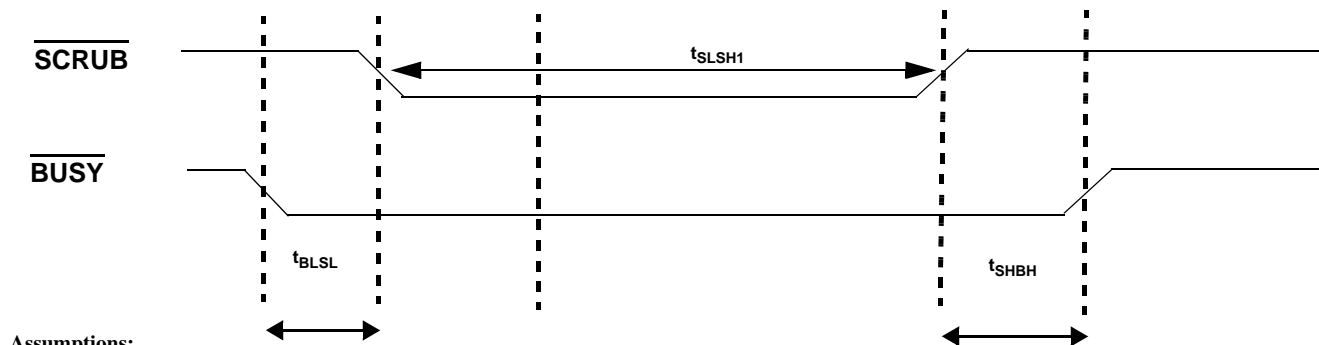 SCRUB
tSLSH1
BUSY
tBLSL
tSHBH
Assumptions: